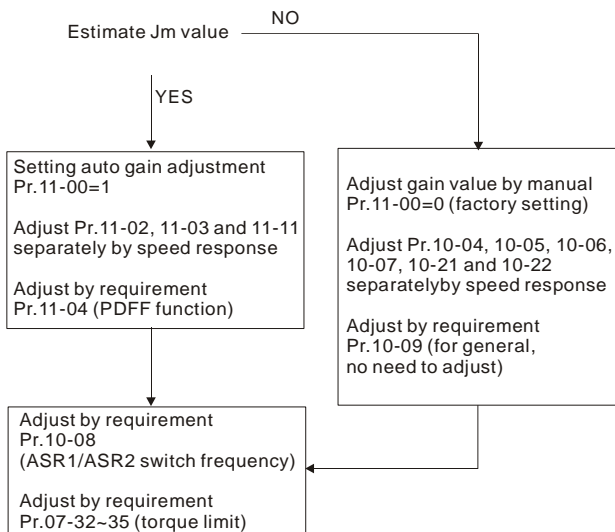 Estimate Jm value
NO
YES
Setting auto gain adjustment
Pr.11-00=1
Adjust Pr.11-02, 11-03 and 11-11
separately by speed response
Adjust by requirement
Pr.11-04 (PDFF function)
Adjust gain value by manual
Pr.11-00=0 (factory setting)
Adjust Pr.10-04, 10-05, 10-06,
10-07, 10-21 and 10-22
separatelyby speed response
Adjust by requirement
Pr.10-09 (for general,
no need to adjust)
Adjust by requirement
Pr.10-08
(ASR1/ASR2 switch frequency)
Adjust by requirement
Pr.07-32~35 (torque limit)